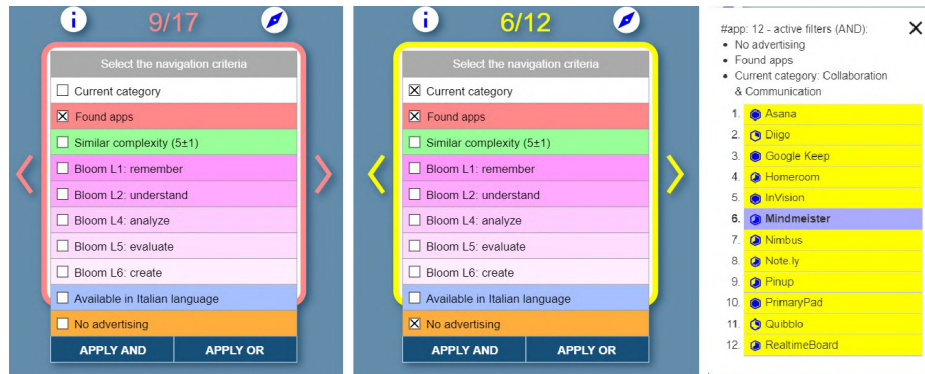 i
9/17
Select the navigation criteria
Current category
Found apps
Similar complexity (5±1)
Bloom L1: remember
Bloom L2: understand
Bloom L4: analyze
Bloom L5: evaluate
Bloom L6: create
Available in Italian language
No advertising
APPLY AND APPLY OR
i
6/12
Select the navigation criteria
Current category
Found apps
Similar complexity (5±1)
Bloom L1: remember
Bloom L2: understand
Bloom L4: analyze
Bloom L5: evaluate
Bloom L6: create
Available in Italian language
No advertising
APPLY AND APPLY OR
#app: 12 - active filters (AND):
• No advertising
• Found apps
• Current category: Collaboration
& Communication
1. Asana
2. Diigo
3. Google Keep
4. Homeroom
5. InVision
6. Mindmeister
7. Nimbus
8. Note.ly
9. Pinup
10. PrimaryPad
11. Quibblo
12. RealtimeBoard